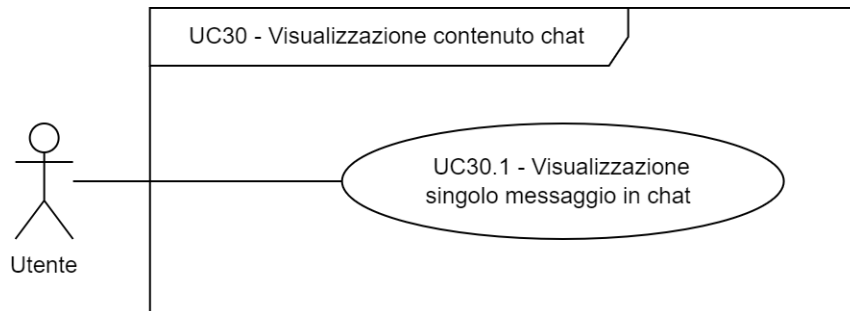 UC30 - Visualizzazione contenuto chat
UC30.1 - Visualizzazione
singolo messaggio in chat
Utente